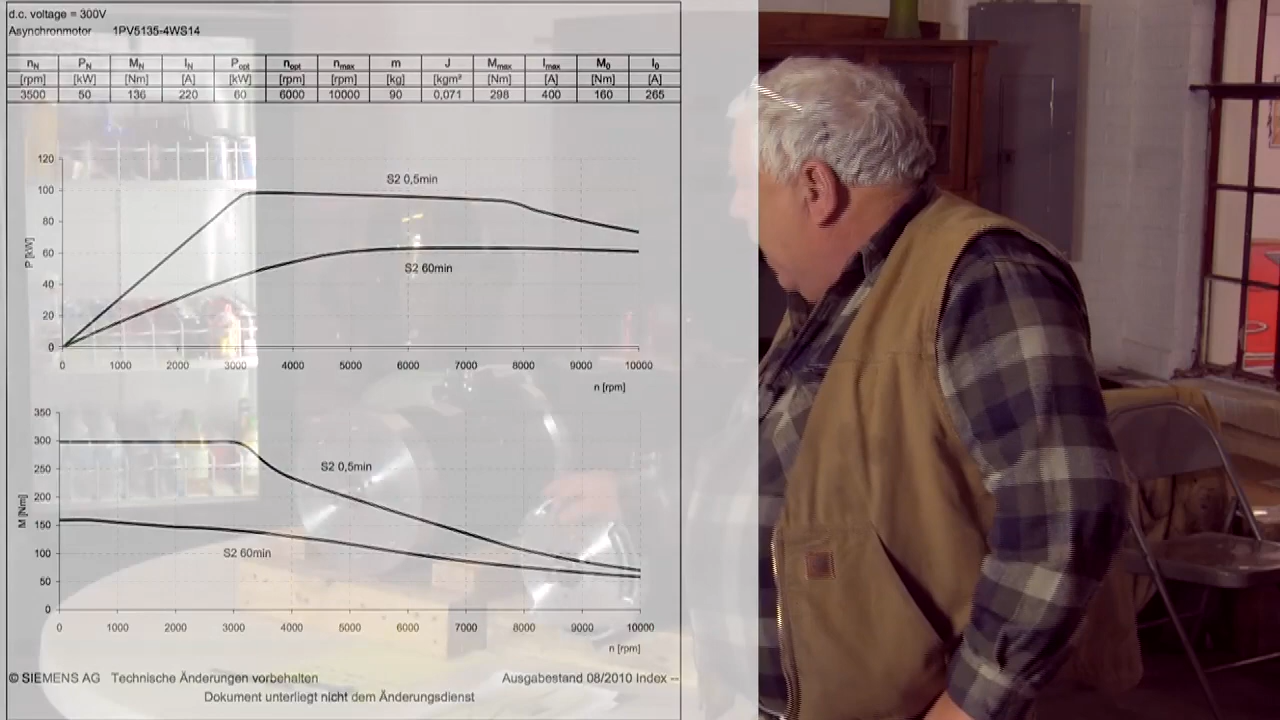 d.c. voltage = 300V
Asynchronmotor 1PV5135-4WS14
nN PN MN IN Popt nopt nmax m J Mmax Imax M0 I0
[rpm] [kW] [Nm] [A] [kW] [rpm] [rpm] [kg] [kgm²] [Nm] [A] [Nm] [A]
3500 50 136 220 60 6000 10000 90 0,071 298 400 160 265
120
100
80
60
40
20
0
P [kW]
S2 0,5min
S2 60min
0 1000 2000 3000 4000 5000 6000 7000 8000 9000 10000
n [rpm]
350
300
250
200
150
100
50
0
M [Nm]
S2 0,5min
S2 60min
0 1000 2000 3000 4000 5000 6000 7000 8000 9000 10000
n [rpm]
© SIEMENS AG Technische Änderungen vorbehalten Ausgabestand 08/2010 Index --
Dokument unterliegt nicht dem Änderungsdienst